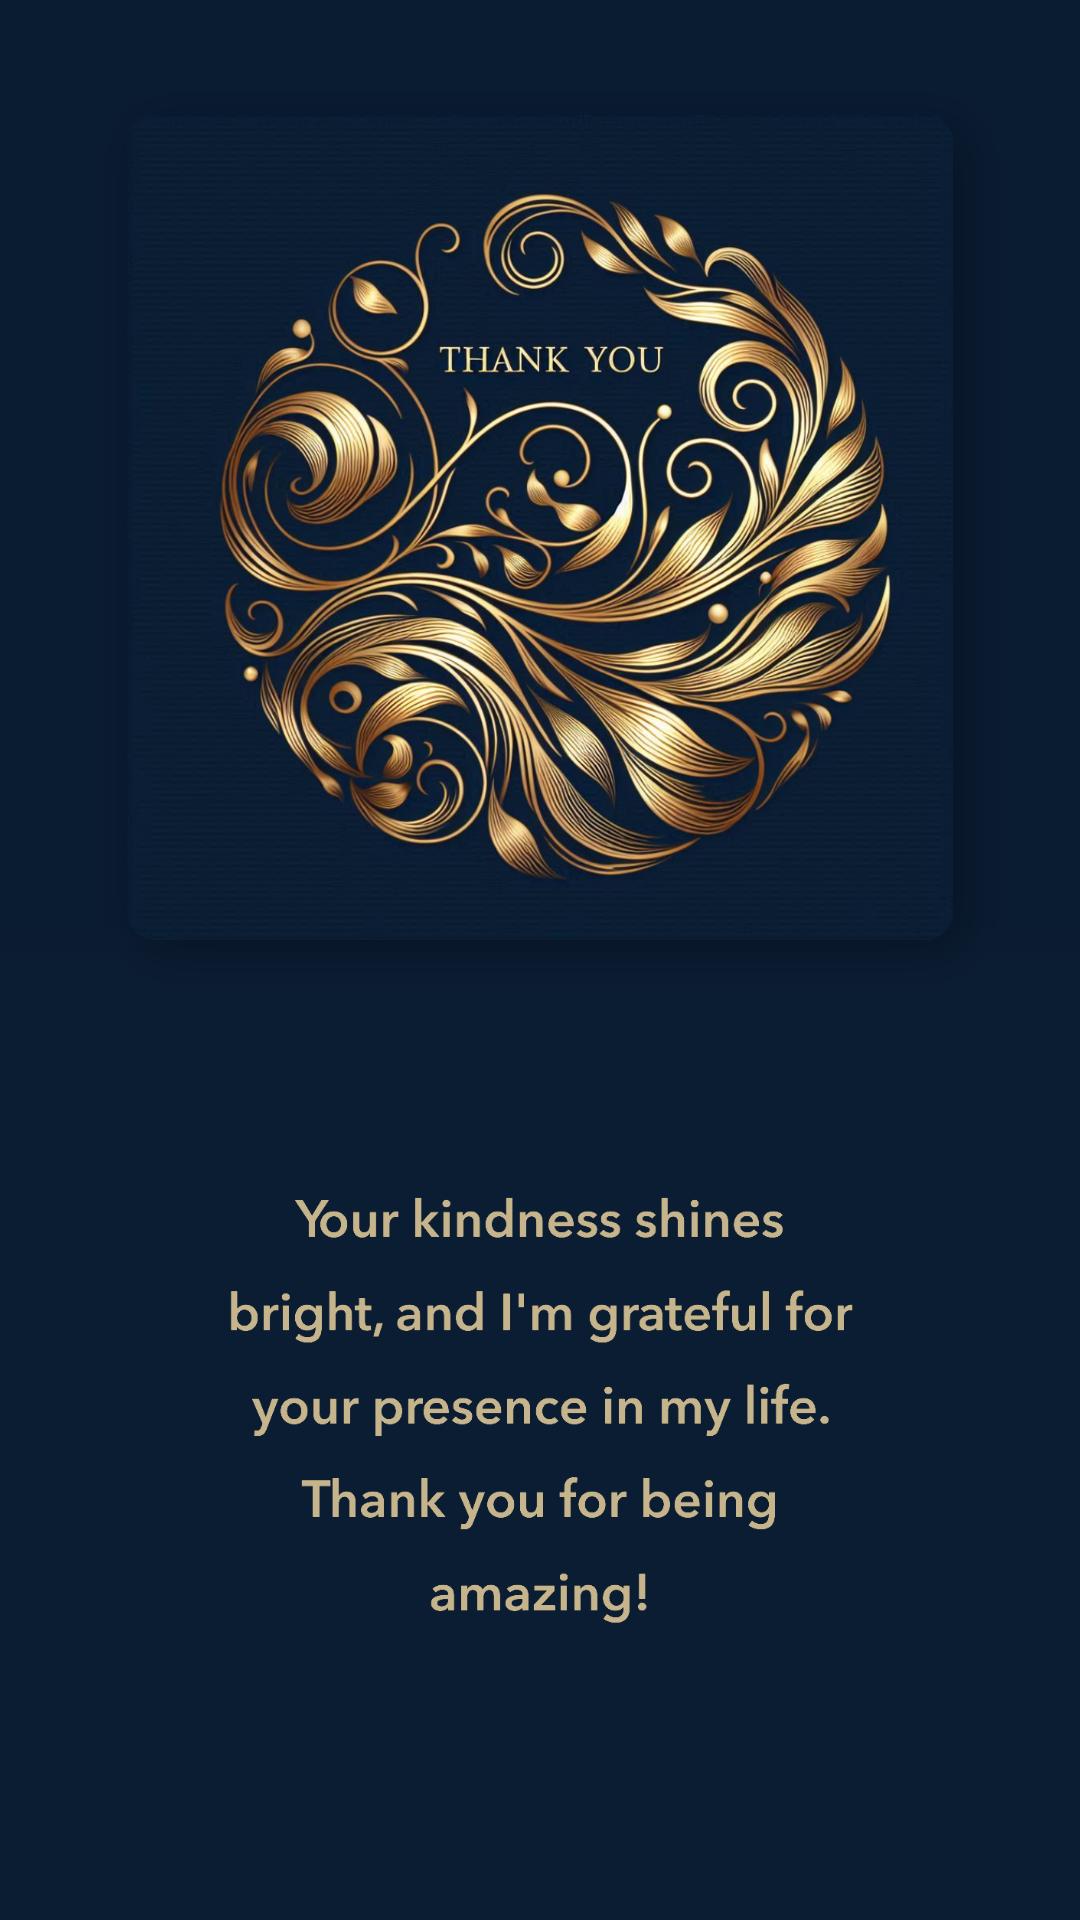 THANK YOU
Your kindness shines
bright, and I'm grateful for
your presence in my life.
Thank you for being
amazing!